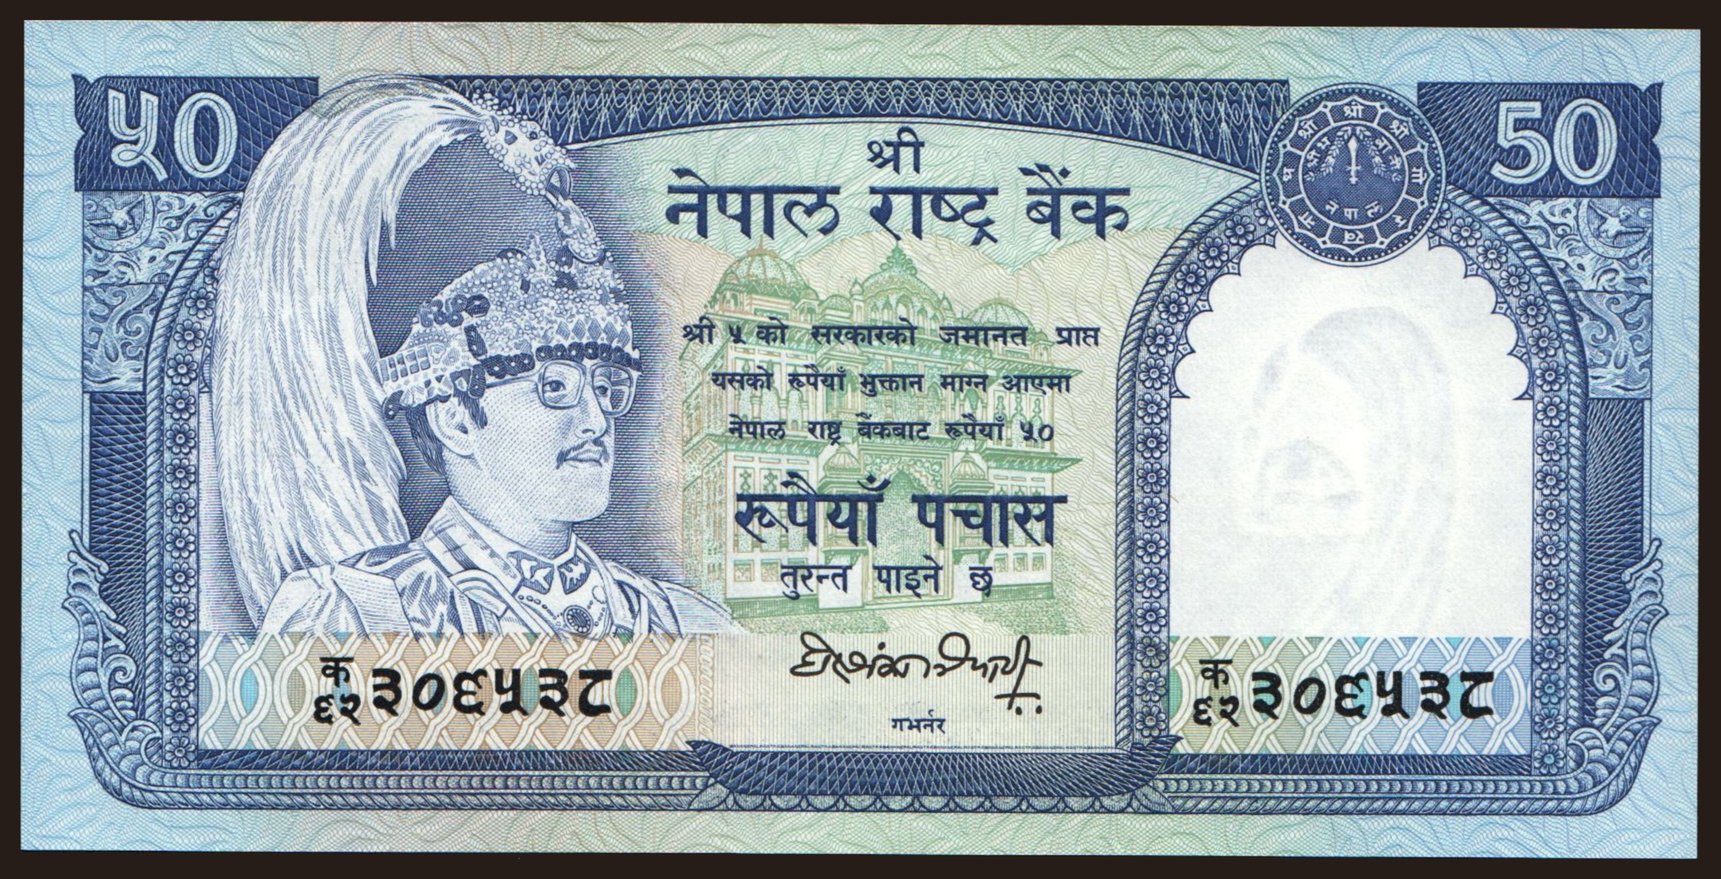 ५० 50
श्री
नेपाल राष्ट्र बैंक
श्री ५ को सरकारको जमानत प्राप्त
यसको रूपैयाँ भुक्तान माग्न आएमा
नेपाल राष्ट्र बैंकबाट रूपैयाँ ५०
रूपैयाँ पचास
तुरन्त पाइने छ
क
६२ ३०६५३८
गभर्नर
क
६२ ३०६५३८